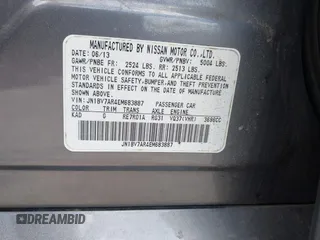 MANUFACTURED BY NISSAN MOTOR CO.,LTD.
DATE: 06/13 GVWR/PNBV: 5004 LBS.
GAWR/PNBE FR: 2524 LBS. RR: 2513 LBS.
THIS VEHICLE CONFORMS TO ALL APPLICABLE
FEDERAL MOTOR VEHICLE
SAFETY,BUMPER,AND THEFT PREVENTION
STANDARDS IN EFFECT ON THE DATE OF
MANUFACTURE SHOWN ABOVE.
V.I.N.: JN1BV7AR4EM683887 PASSENGER CAR
COLOR TRIM TRANS AXLE ENGINE
KAD G RE7R01A RG31 VQ37(VHR) 3696CC
JN1BV7AR4EM683887
DREAMBID